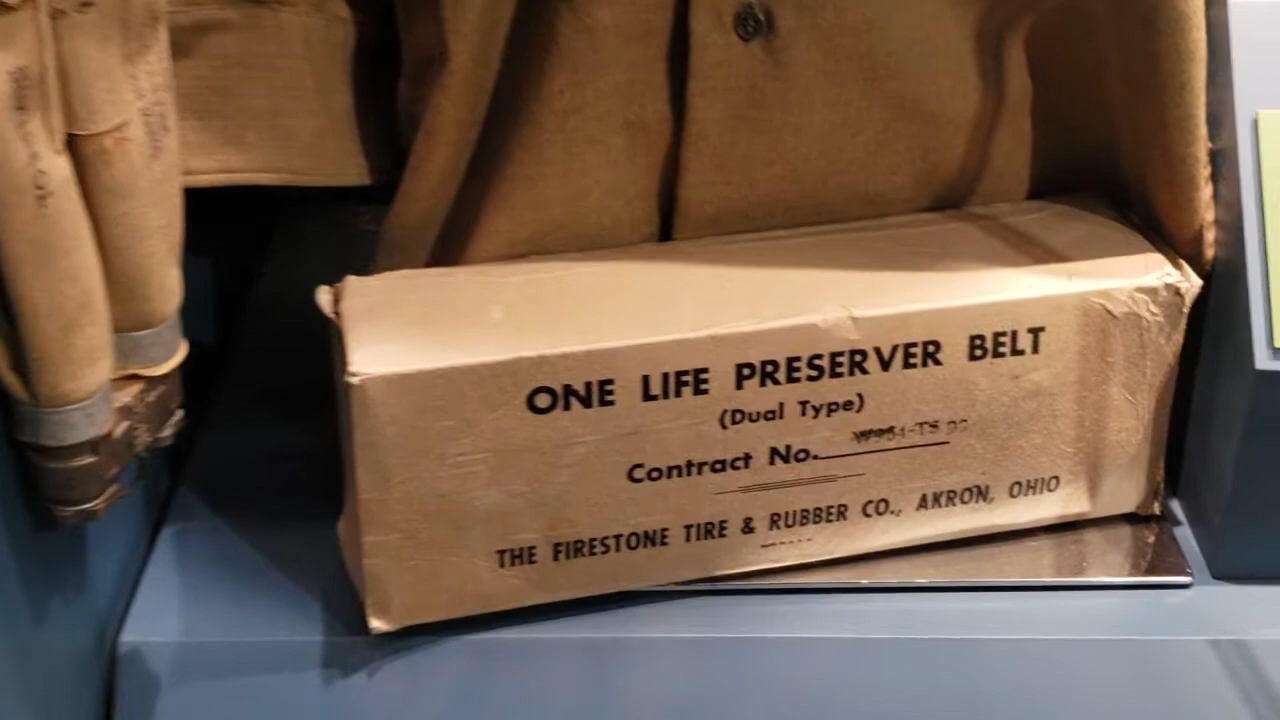 ONE LIFE PRESERVER BELT
(Dual Type)
Contract No.
THE FIRESTONE TIRE & RUBBER CO., AKRON, OHIO